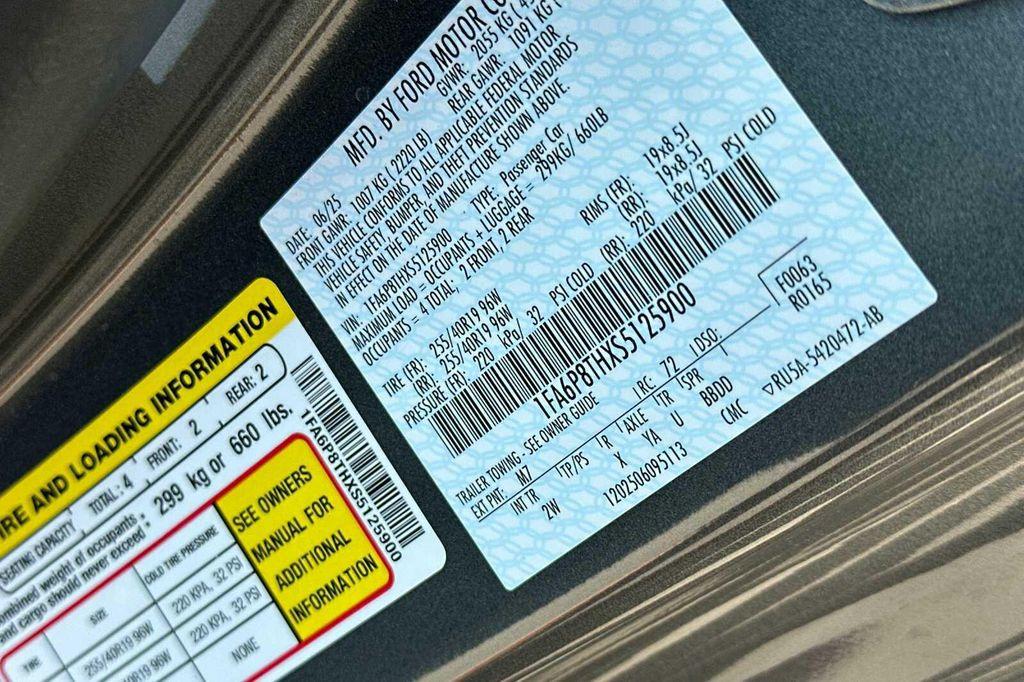 MFD. BY FORD MOTOR CO
DATE: 06/25 GVWR: 2055 KG
FRONT GAWR: 1007 KG (2220 LB) REAR GAWR: 1091 KG (
THIS VEHICLE CONFORMS TO ALL APPLICABLE FEDERAL MOTOR
VEHICLE SAFETY, BUMPER AND THEFT PREVENTION STANDARDS
IN EFFECT ON THE DATE OF MANUFACTURE SHOWN ABOVE.
VIN: 1FA6P8THXS5125900 TYPE: Passenger Car
MAXIMUM LOAD = OCCUPANTS + LUGGAGE = 299KG/ 660LB
OCCUPANTS = 4 TOTAL; 2 FRONT, 2 REAR
TIRE (FR): 255/40R19 96W RIMS (FR): 19x8.5J
(RR): 255/40R19 96W (RR): 19x8.5J
PRESSURE (FR): 220 kPa/ 32 PSI COLD (RR): 220 kPa/ 32 PSI COLD
1FA6P8THXS5125900
TRAILER TOWING - SEE OWNER GUIDE
EXT PNT: M7 RC: 72 DSO: F0063
INT TR TP/PS R AXLE TR SPR R0165
2W X YA U BBDD
1202506095113 CMC ▽RU5A-5420472-AB
IRE AND LOADING INFORMATION
SEATING CAPACITY TOTAL: 4 FRONT: 2 REAR: 2
ombined weight of occupants
and cargo should never exceed: 299 kg or 660 lbs.
TIRE SIZE COLD TIRE PRESSURE
255/40R19 96W 220 KPA, 32 PSI
40R19 96W 220 KPA, 32 PSI
NONE
SEE OWNERS
MANUAL FOR
ADDITIONAL
INFORMATION
1FA6P8THXS5125900